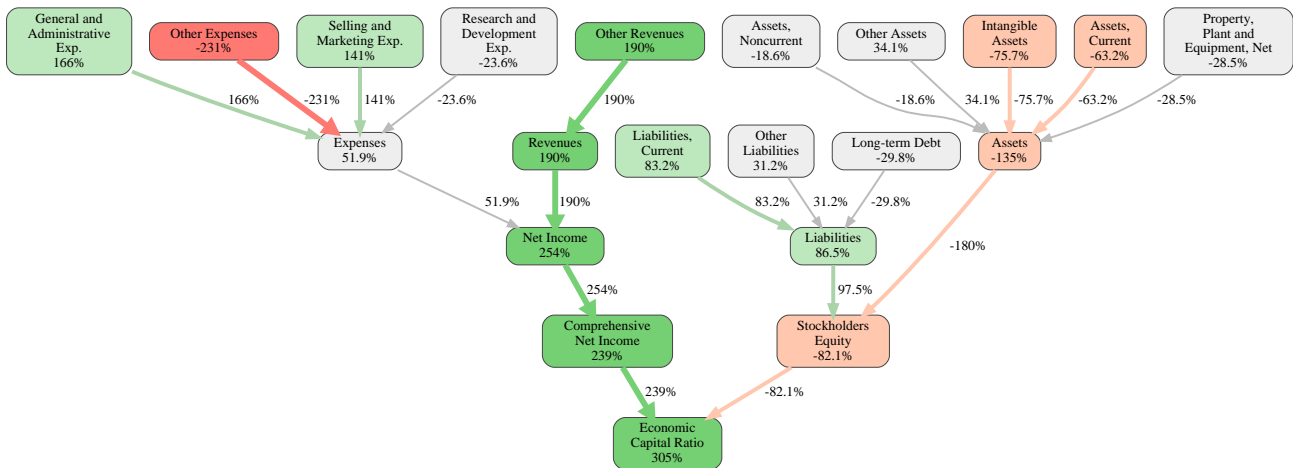 General and
Administrative
Exp.
166%
Other Expenses
-231%
Selling and
Marketing Exp.
141%
Research and
Development
Exp.
-23.6%
Other Revenues
190%
Assets,
Noncurrent
-18.6%
Other Assets
34.1%
Intangible
Assets
-75.7%
Assets,
Current
-63.2%
Property,
Plant and
Equipment, Net
-28.5%
166%
-231%
141%
-23.6%
190%
-18.6%
34.1%
-75.7%
-63.2%
-28.5%
Expenses
51.9%
Revenues
190%
Liabilities,
Current
83.2%
Other
Liabilities
31.2%
Long-term Debt
-29.8%
Assets
-135%
51.9%
190%
83.2%
31.2%
-29.8%
-180%
Net Income
254%
Liabilities
86.5%
254%
97.5%
Comprehensive
Net Income
239%
Stockholders
Equity
-82.1%
239%
-82.1%
Economic
Capital Ratio
305%